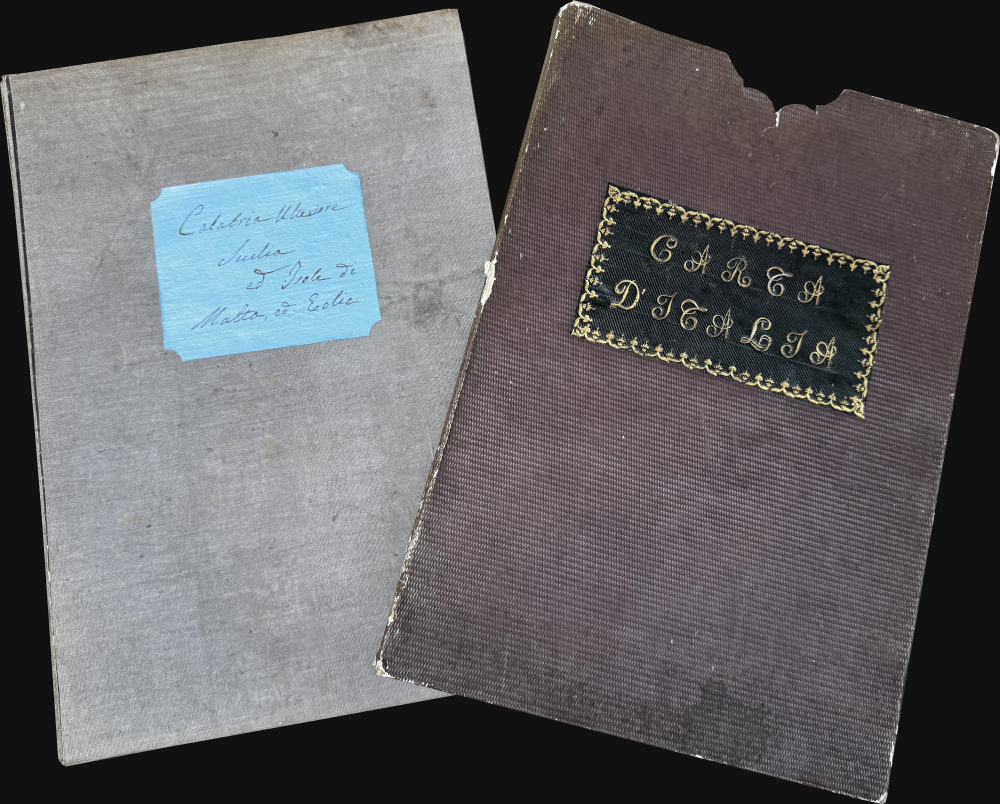 Calabria Ulteriore
Sicilia
ed Isole di
Malta, ed Eolie
CARTA
D'ITALIA